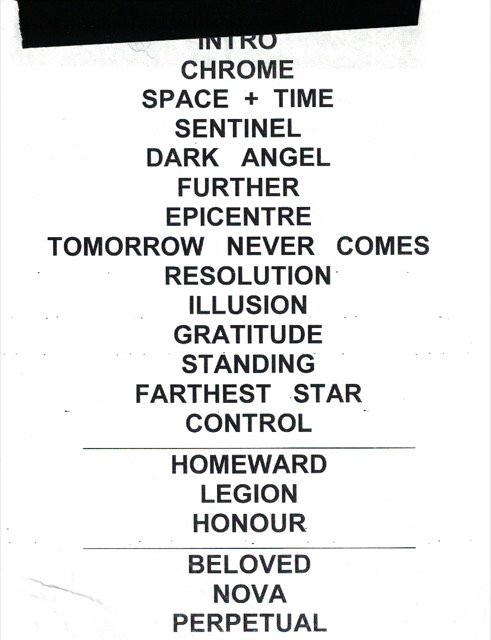 INTRO
CHROME
SPACE + TIME
SENTINEL
DARK ANGEL
FURTHER
EPICENTRE
TOMORROW NEVER COMES
RESOLUTION
ILLUSION
GRATITUDE
STANDING
FARTHEST STAR
CONTROL
HOMEWARD
LEGION
HONOUR
BELOVED
NOVA
PERPETUAL